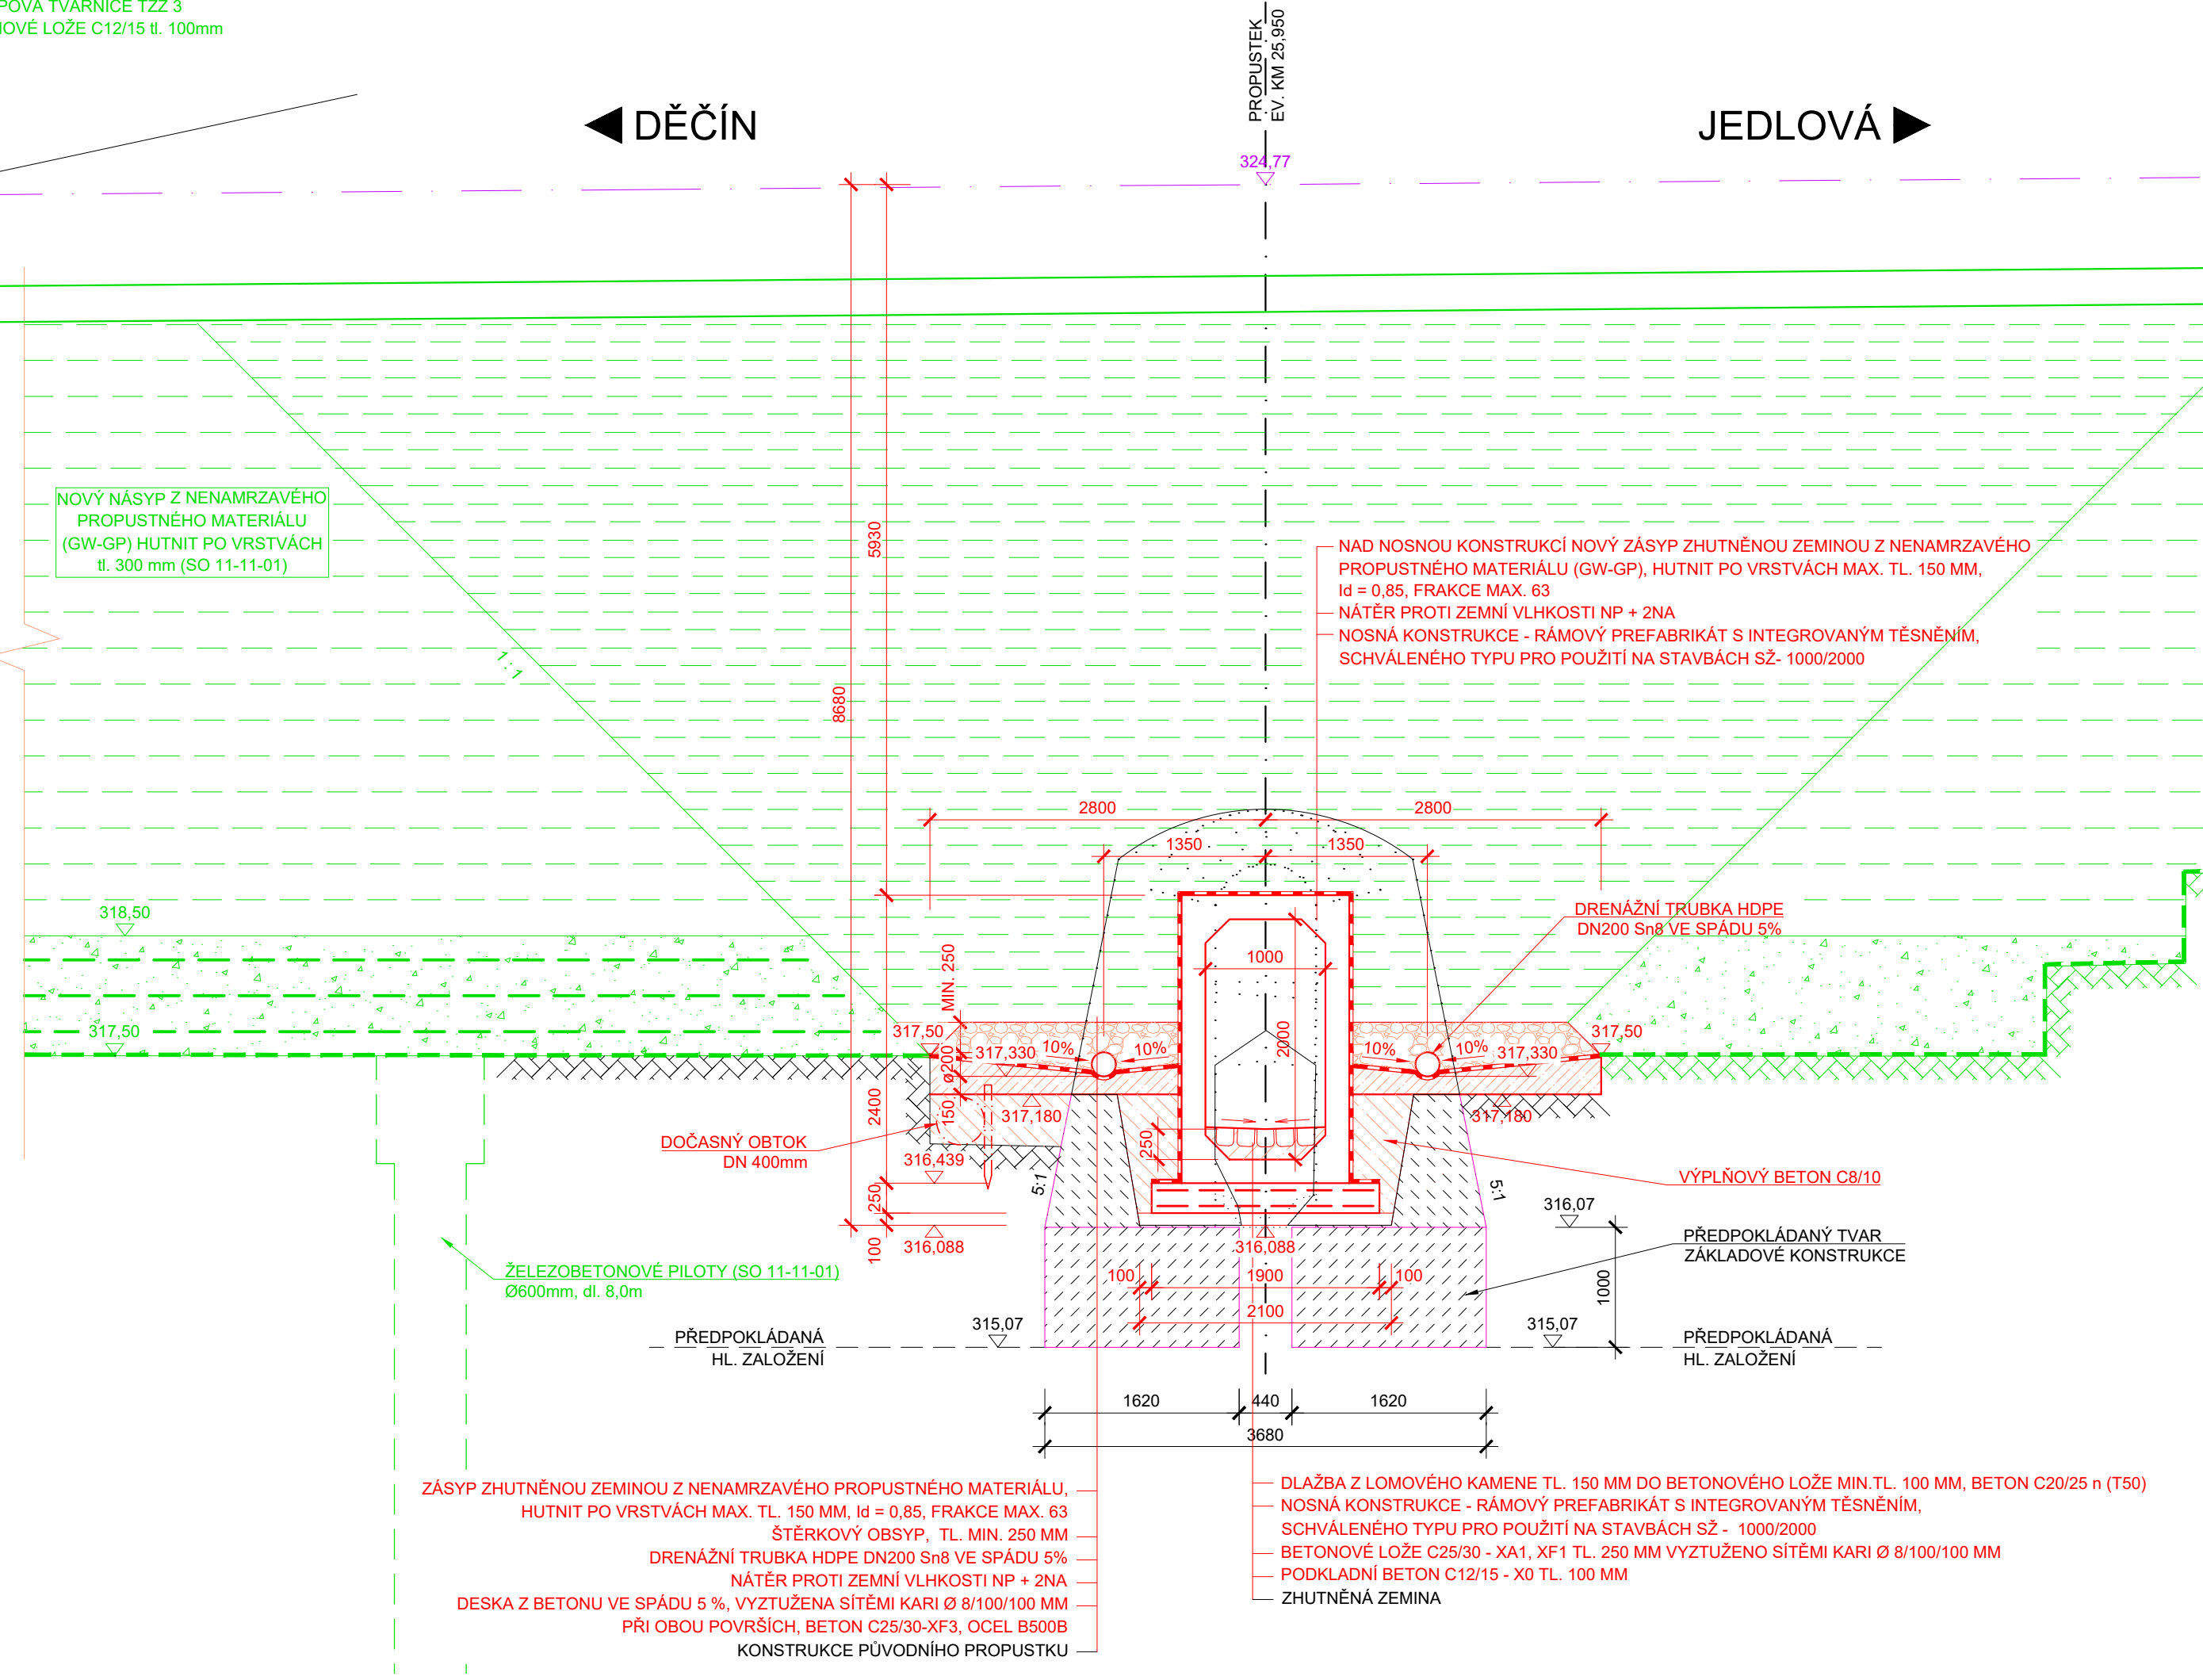 POVÁ TVÁRNICE TZZ 3
NOVÉ LOŽE C12/15 tl. 100mm
PROPUSTEK
EV. KM 25,950
DĚČÍN
JEDLOVÁ
324,77
NOVÝ NÁSYP Z NENAMRZAVÉHO
PROPUSTNÉHO MATERIÁLU
(GW-GP) HUTNIT PO VRSTVÁCH
tl. 300 mm (SO 11-11-01)
1:1
5930
8680
NAD NOSNOU KONSTRUKCÍ NOVÝ ZÁSYP ZHUTNĚNOU ZEMINOU Z NENAMRZAVÉHO
PROPUSTNÉHO MATERIÁLU (GW-GP), HUTNIT PO VRSTVÁCH MAX. TL. 150 MM,
Id = 0,85, FRAKCE MAX. 63
NÁTĚR PROTI ZEMNÍ VLHKOSTI NP + 2NA
NOSNÁ KONSTRUKCE - RÁMOVÝ PREFABRIKÁT S INTEGROVANÝM TĚSNĚNÍM,
SCHVÁLENÉHO TYPU PRO POUŽITÍ NA STAVBÁCH SŽ- 1000/2000
2800
2800
1350
1350
318,50
317,50
DRENÁŽNÍ TRUBKA HDPE
DN200 Sn8 VE SPÁDU 5%
MIN. 250
1000
2000
317,50
317,50
ø200
317,330
10%
10%
10%
10%
317,330
2400
150
317,180
317,180
250
DOČASNÝ OBTOK
DN 400mm
316,439
5:1
5:1
VÝPLŇOVÝ BETON C8/10
250
100
316,088
316,088
316,07
PŘEDPOKLÁDANÝ TVAR
ZÁKLADOVÉ KONSTRUKCE
1000
ŽELEZOBETONOVÉ PILOTY (SO 11-11-01)
Ø600mm, dl. 8,0m
100
1900
100
2100
315,07
315,07
PŘEDPOKLÁDANÁ
HL. ZALOŽENÍ
PŘEDPOKLÁDANÁ
HL. ZALOŽENÍ
1620
440
1620
3680
ZÁSYP ZHUTNĚNOU ZEMINOU Z NENAMRZAVÉHO PROPUSTNÉHO MATERIÁLU,
HUTNIT PO VRSTVÁCH MAX. TL. 150 MM, Id = 0,85, FRAKCE MAX. 63
ŠTĚRKOVÝ OBSYP, TL. MIN. 250 MM
DRENÁŽNÍ TRUBKA HDPE DN200 Sn8 VE SPÁDU 5%
NÁTĚR PROTI ZEMNÍ VLHKOSTI NP + 2NA
DESKA Z BETONU VE SPÁDU 5 %, VYZTUŽENA SÍTĚMI KARI Ø 8/100/100 MM
PŘI OBOU POVRŠÍCH, BETON C25/30-XF3, OCEL B500B
KONSTRUKCE PŮVODNÍHO PROPUSTKU
DLAŽBA Z LOMOVÉHO KAMENE TL. 150 MM DO BETONOVÉHO LOŽE MIN.TL. 100 MM, BETON C20/25 n (T50)
NOSNÁ KONSTRUKCE - RÁMOVÝ PREFABRIKÁT S INTEGROVANÝM TĚSNĚNÍM,
SCHVÁLENÉHO TYPU PRO POUŽITÍ NA STAVBÁCH SŽ - 1000/2000
BETONOVÉ LOŽE C25/30 - XA1, XF1 TL. 250 MM VYZTUŽENO SÍTĚMI KARI Ø 8/100/100 MM
PODKLADNÍ BETON C12/15 - X0 TL. 100 MM
ZHUTNĚNÁ ZEMINA